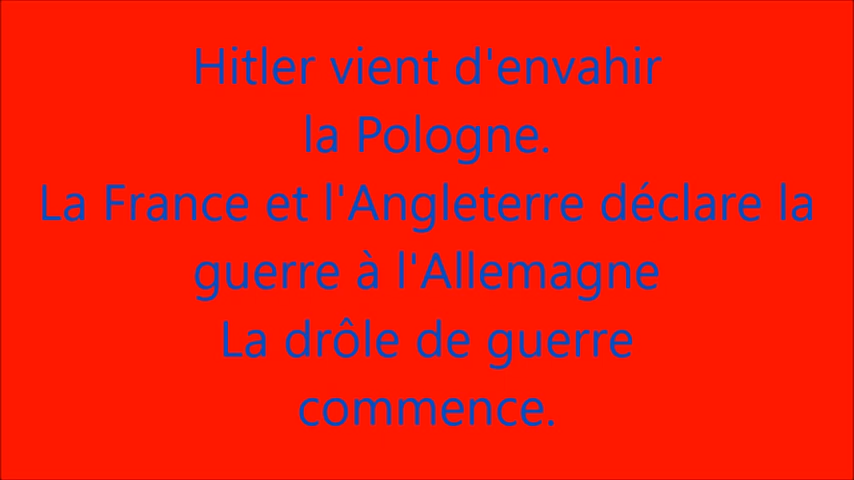 Hitler vient d'envahir
la Pologne.
La France et l'Angleterre déclare la
guerre à l'Allemagne
La drôle de guerre
commence.